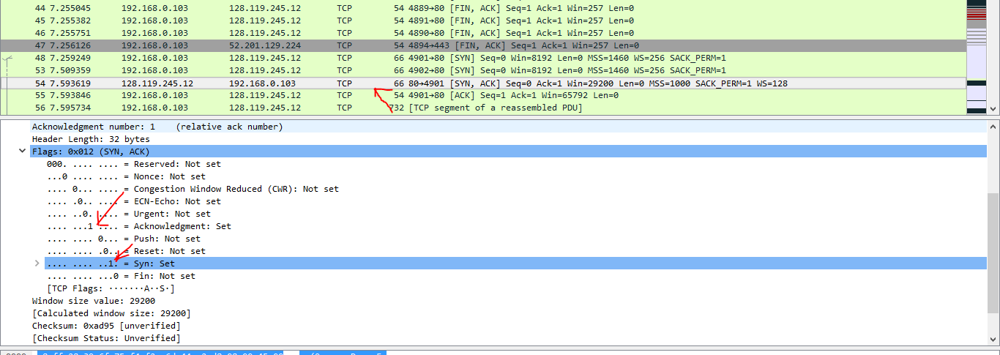 44 7.255045 192.168.0.103 128.119.245.12 TCP 54 4889→80 [FIN, ACK] Seq=1 Ack=1 Win=257 Len=0
45 7.255382 192.168.0.103 128.119.245.12 TCP 54 4891→80 [FIN, ACK] Seq=1 Ack=1 Win=257 Len=0
46 7.255751 192.168.0.103 128.119.245.12 TCP 54 4890→80 [FIN, ACK] Seq=1 Ack=1 Win=257 Len=0
47 7.256126 192.168.0.103 52.201.129.224 TCP 54 4894→443 [FIN, ACK] Seq=1 Ack=1 Win=257 Len=0
48 7.259249 192.168.0.103 128.119.245.12 TCP 66 4901→80 [SYN] Seq=0 Win=8192 Len=0 MSS=1460 WS=256 SACK_PERM=1
53 7.509359 192.168.0.103 128.119.245.12 TCP 66 4902→80 [SYN] Seq=0 Win=8192 Len=0 MSS=1460 WS=256 SACK_PERM=1
54 7.593619 128.119.245.12 192.168.0.103 TCP 66 80→4901 [SYN, ACK] Seq=0 Ack=1 Win=29200 Len=0 MSS=1000 SACK_PERM=1 WS=128
55 7.593846 192.168.0.103 128.119.245.12 TCP 54 4901→80 [ACK] Seq=1 Ack=1 Win=65792 Len=0
56 7.595734 192.168.0.103 128.119.245.12 TCP 732 [TCP segment of a reassembled PDU]
Acknowledgment number: 1 (relative ack number)
Header Length: 32 bytes
Flags: 0x012 (SYN, ACK)
000. .... .... = Reserved: Not set
...0 .... .... = Nonce: Not set
.... 0... .... = Congestion Window Reduced (CWR): Not set
.... .0.. .... = ECN-Echo: Not set
.... ..0. .... = Urgent: Not set
.... ...1 .... = Acknowledgment: Set
.... .... 0... = Push: Not set
.... .... .0.. = Reset: Not set
.... .... ..1. = Syn: Set
.... .... ...0 = Fin: Not set
[TCP Flags: ·······A··S·]
Window size value: 29200
[Calculated window size: 29200]
Checksum: 0xad95 [unverified]
[Checksum Status: Unverified]